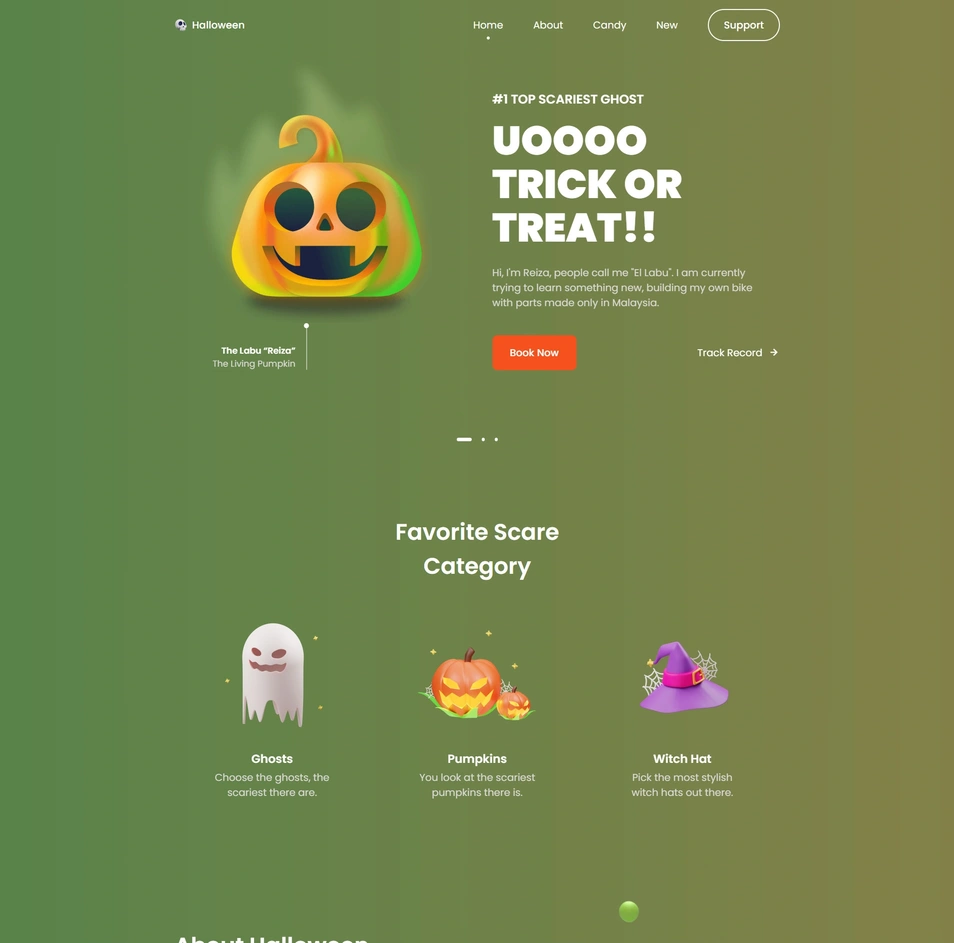 Halloween
Home About Candy New Support
#1 TOP SCARIEST GHOST
UOOOO
TRICK OR
TREAT!!
Hi, I'm Reiza, people call me "El Labu". I am currently
trying to learn something new, building my own bike
with parts made only in Malaysia.
Book Now
Track Record
The Labu “Reiza”
The Living Pumpkin
Favorite Scare
Category
Ghosts
Choose the ghosts, the
scariest there are.
Pumpkins
You look at the scariest
pumpkins there is.
Witch Hat
Pick the most stylish
witch hats out there.
About Halloween